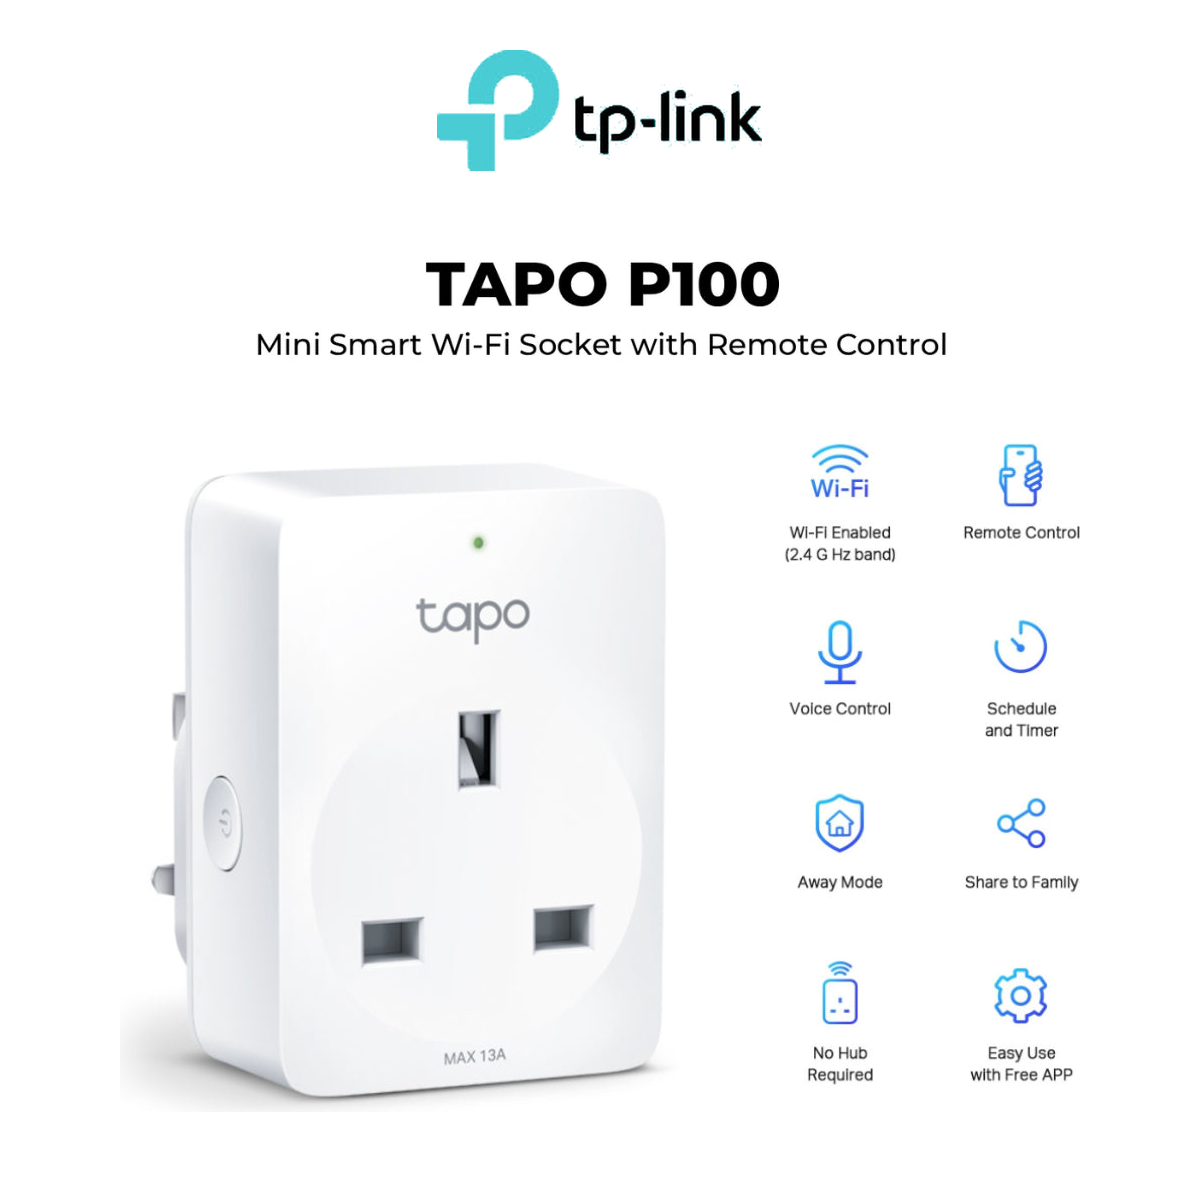 tp-link
TAPO P100
Mini Smart Wi-Fi Socket with Remote Control
tapo
MAX 13A
Wi-Fi
Wi-Fi Enabled
(2.4 G Hz band)
Remote Control
Voice Control
Schedule
and Timer
Away Mode
Share to Family
No Hub
Required
Easy Use
with Free APP